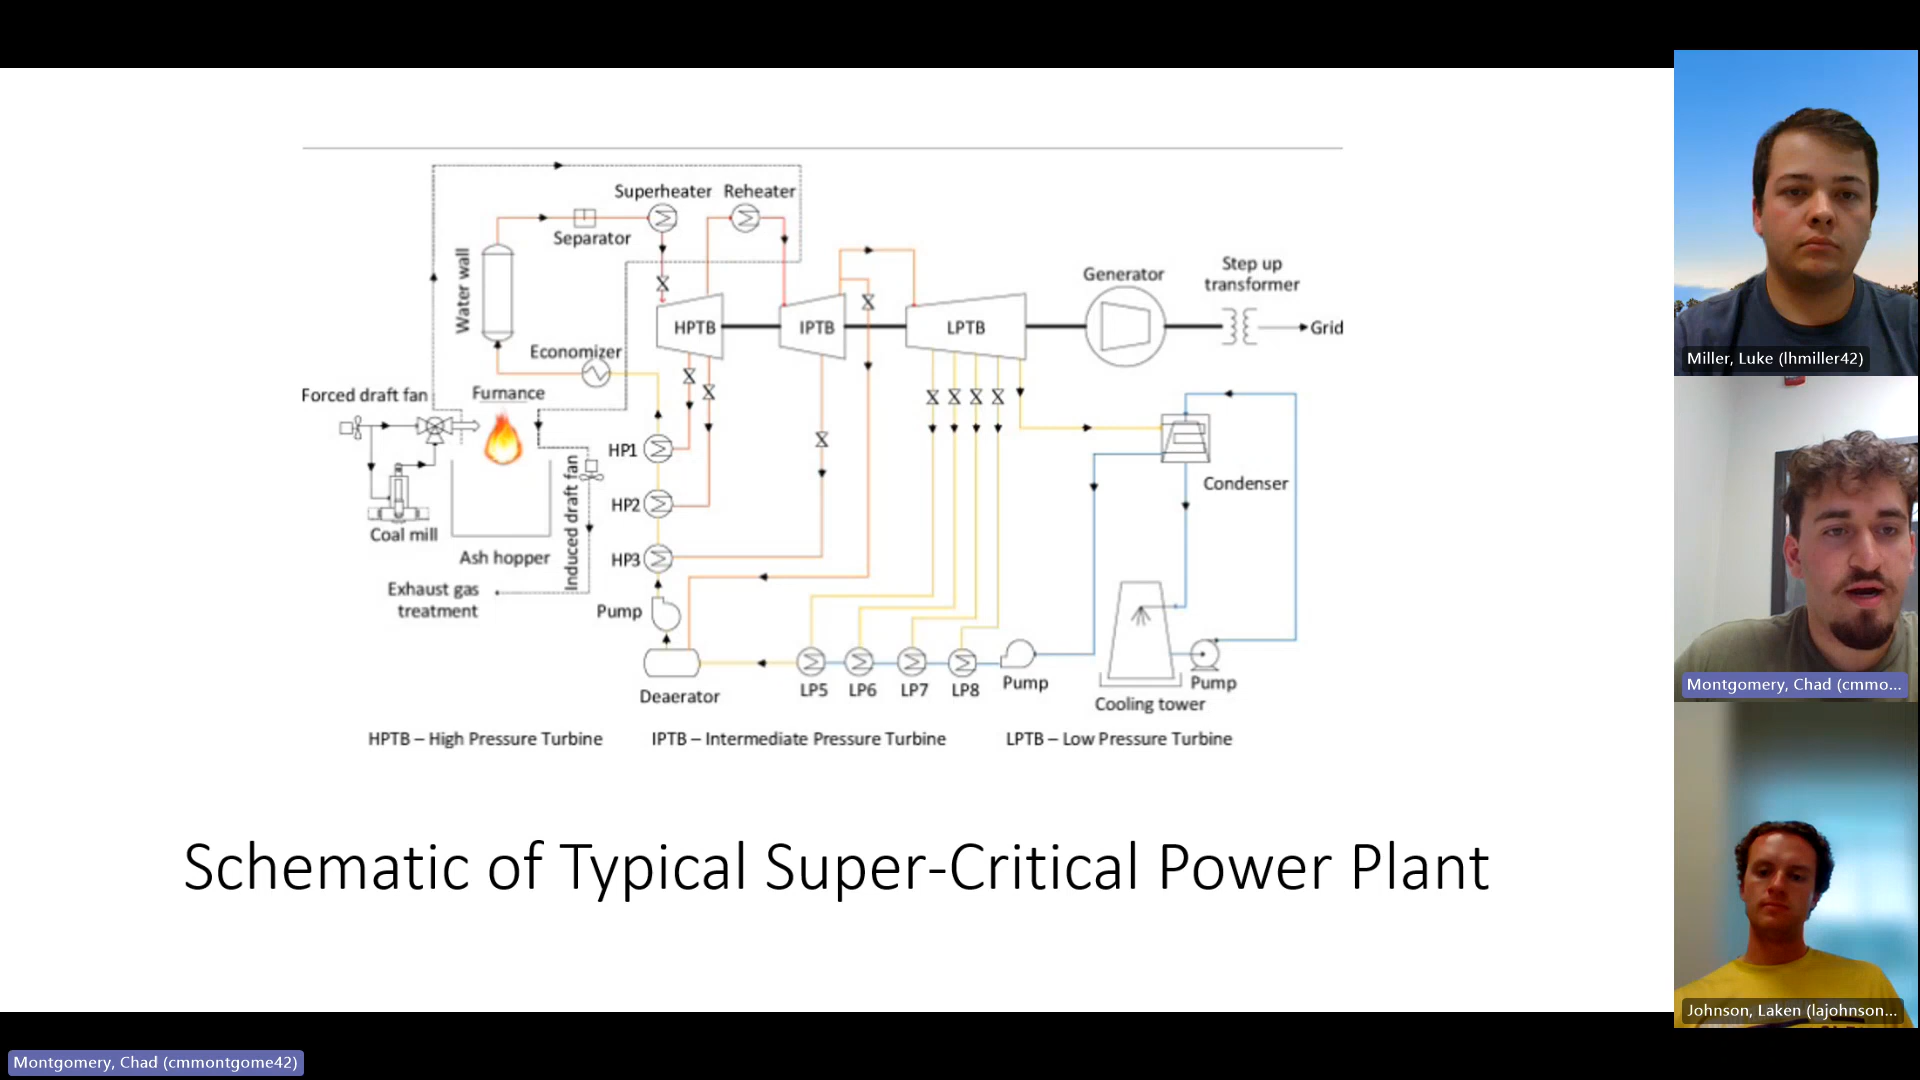 Superheater
Reheater
Separator
Water wall
Economizer
Forced draft fan
Furnance
HPTB
IPTB
LPTB
Generator
Step up
transformer
Grid
HP1
HP2
HP3
Coal mill
Ash hopper
Induced draft fan
Exhaust gas
treatment
Pump
Deaerator
LP5
LP6
LP7
LP8
Pump
Condenser
Cooling tower
Pump
HPTB – High Pressure Turbine
IPTB – Intermediate Pressure Turbine
LPTB – Low Pressure Turbine
Schematic of Typical Super-Critical Power Plant
Miller, Luke (lhmiller42)
Montgomery, Chad (cmmo...
Johnson, Laken (lajohnson...
Montgomery, Chad (cmmontgome42)